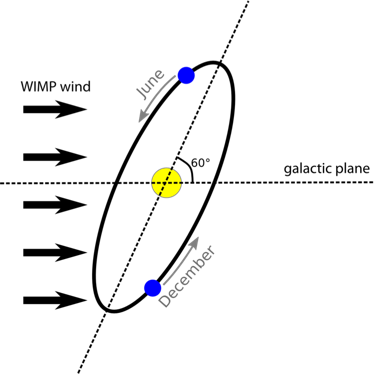 June
WIMP wind
60°
galactic plane
December